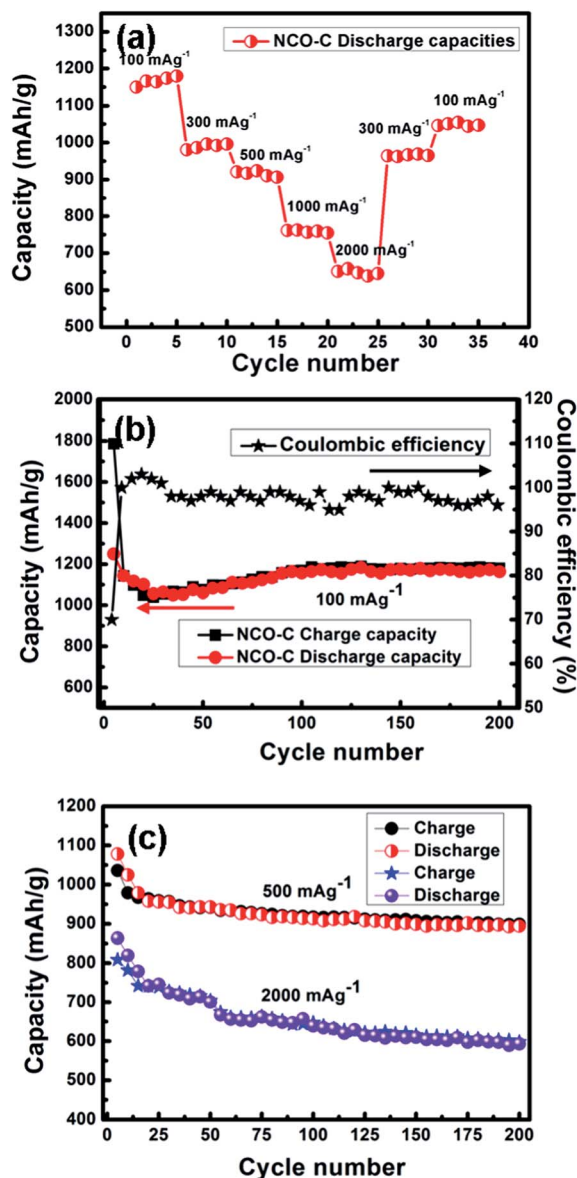 (a)
NCO-C Discharge capacities
1300
1200
1100
1000
900
800
700
600
500
100 mAg-1
300 mAg-1
500 mAg-1
1000 mAg-1
2000 mAg-1
300 mAg-1
100 mAg-1
0 5 10 15 20 25 30 35 40
Capacity (mAh/g)
Cycle number
(b)
Coulombic efficiency
2000
1800
1600
1400
1200
1000
800
600
120
110
100
90
80
70
60
50
100 mAg-1
NCO-C Charge capacity
NCO-C Discharge capacity
0 50 100 150 200
Capacity (mAh/g)
Coulombic efficiency (%)
Cycle number
(c)
Charge
Discharge
Charge
Discharge
1200
1100
1000
900
800
700
600
500
400
500 mAg-1
2000 mAg-1
0 25 50 75 100 125 150 175 200
Capacity (mAh/g)
Cycle number